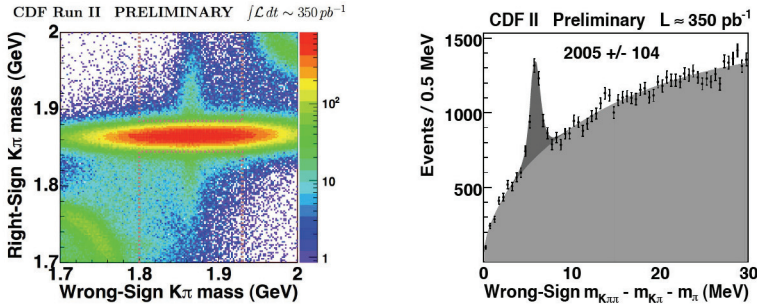 CDF Run II PRELIMINARY ∫ℒ dt ∼ 350 pb⁻¹
Right-Sign Kπ mass (GeV)
2
1.9
1.8
1.7
1.7 1.8 1.9 2
Wrong-Sign Kπ mass (GeV)
10²
10
1
CDF II Preliminary L ≈ 350 pb⁻¹
2005 +/- 104
Events / 0.5 MeV
1500
1000
500
0
0 10 20 30
Wrong-Sign m_Kππ - m_Kπ - m_π (MeV)